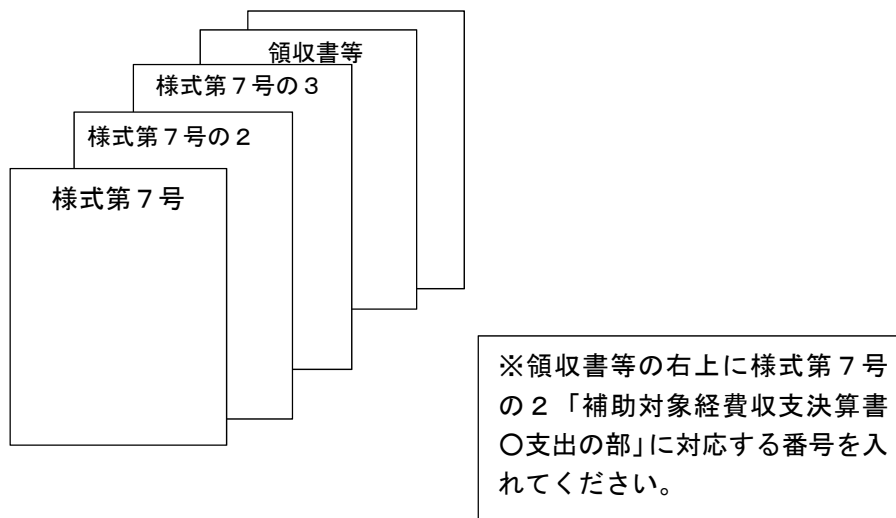 領収書等
様式第７号の３
様式第７号の２
様式第７号
※領収書等の右上に様式第７号
の２「補助対象経費収支決算書
〇支出の部」に対応する番号を入
れてください。